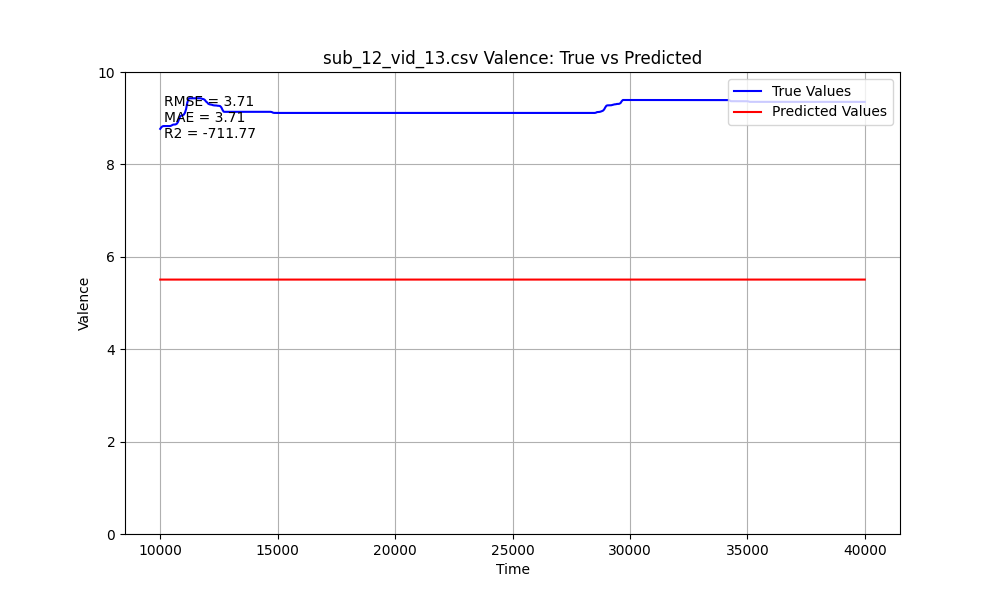 sub_12_vid_13.csv Valence: True vs Predicted
10
8
6
4
2
0
Valence
RMSE = 3.71
MAE = 3.71
R2 = -711.77
True Values
Predicted Values
10000 15000 20000 25000 30000 35000 40000
Time